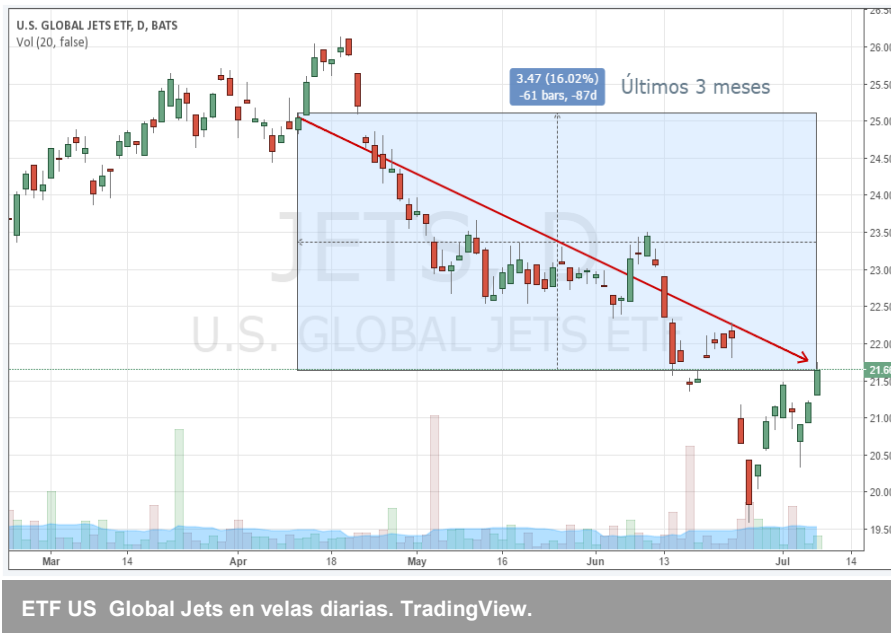 U.S. GLOBAL JETS ETF, D, BATS
Vol (20, false)
3.47 (16.02%)
-61 bars, -87d
Últimos 3 meses
JETS, D
U.S. GLOBAL JETS ETF
26.50
26.00
25.50
25.00
24.50
24.00
23.50
23.00
22.50
22.00
21.60
21.50
21.00
20.50
20.00
19.50
Mar
14
Apr
18
May
16
Jun
13
Jul
14
ETF US Global Jets en velas diarias. TradingView.